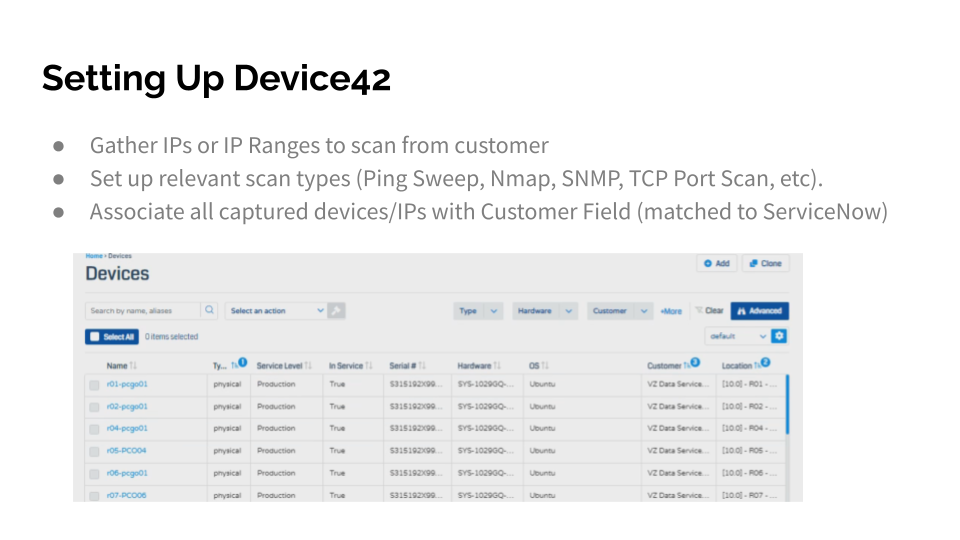 Setting Up Device42
● Gather IPs or IP Ranges to scan from customer
● Set up relevant scan types (Ping Sweep, Nmap, SNMP, TCP Port Scan, etc).
● Associate all captured devices/IPs with Customer Field (matched to ServiceNow)
Home › Devices
Devices
Add Clone
Search by name, aliases Select an action Type Hardware Customer +More Clear Advanced
Select All 0 items selected default
Name Ty... 1 Service Level In Service Serial # Hardware OS Customer 3 Location 2
r01-pcgo01 physical Production True S315192X99... SYS-1029GQ-... Ubuntu VZ Data Service... [10.0] - R01 - ...
r02-pcgo01 physical Production True S315192X99... SYS-1029GQ-... Ubuntu VZ Data Service... [10.0] - R02 - ...
r04-pcgo01 physical Production True S315192X99... SYS-1029GQ-... Ubuntu VZ Data Service... [10.0] - R04 - ...
r05-PCO04 physical Production True S315192X99... SYS-1029GQ-... Ubuntu VZ Data Service... [10.0] - R05 - ...
r06-pcgo01 physical Production True S315192X99... SYS-1029GQ-... Ubuntu VZ Data Service... [10.0] - R06 - ...
r07-PCO06 physical Production True S315192X99... SYS-1029GQ-... Ubuntu VZ Data Service... [10.0] - R07 - ...